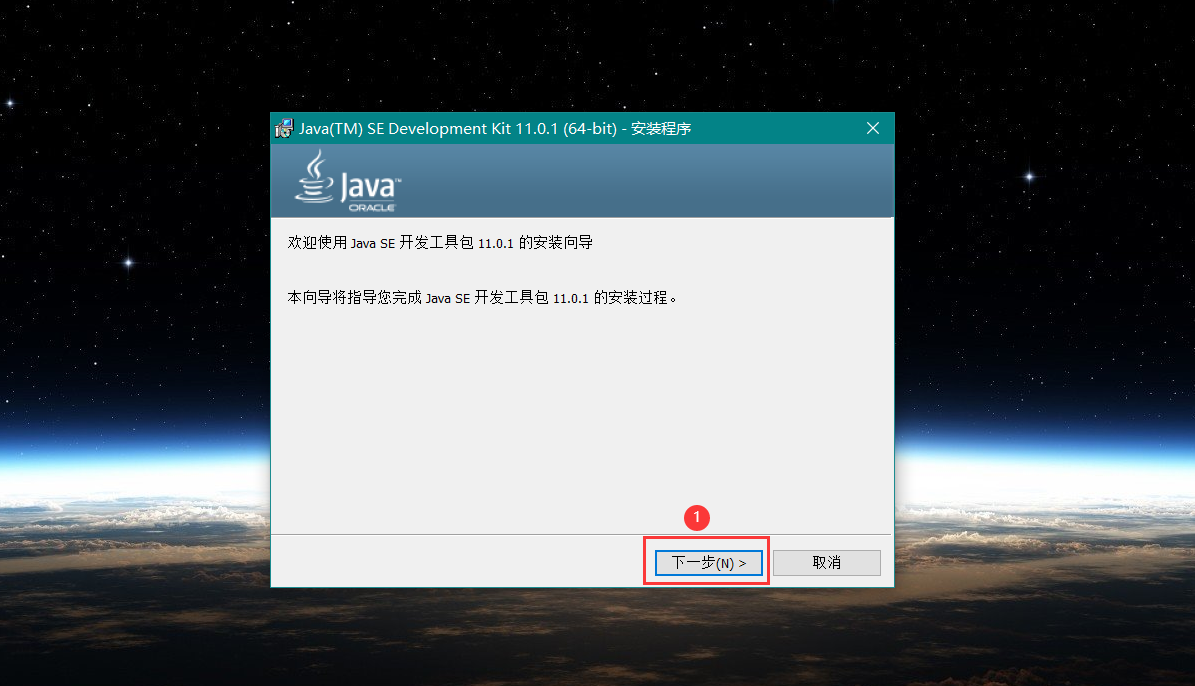 Java(TM) SE Development Kit 11.0.1 (64-bit) - 安装程序
Java™
ORACLE
欢迎使用 Java SE 开发工具包 11.0.1 的安装向导
本向导将指导您完成 Java SE 开发工具包 11.0.1 的安装过程。
1
下一步(N) >
取消